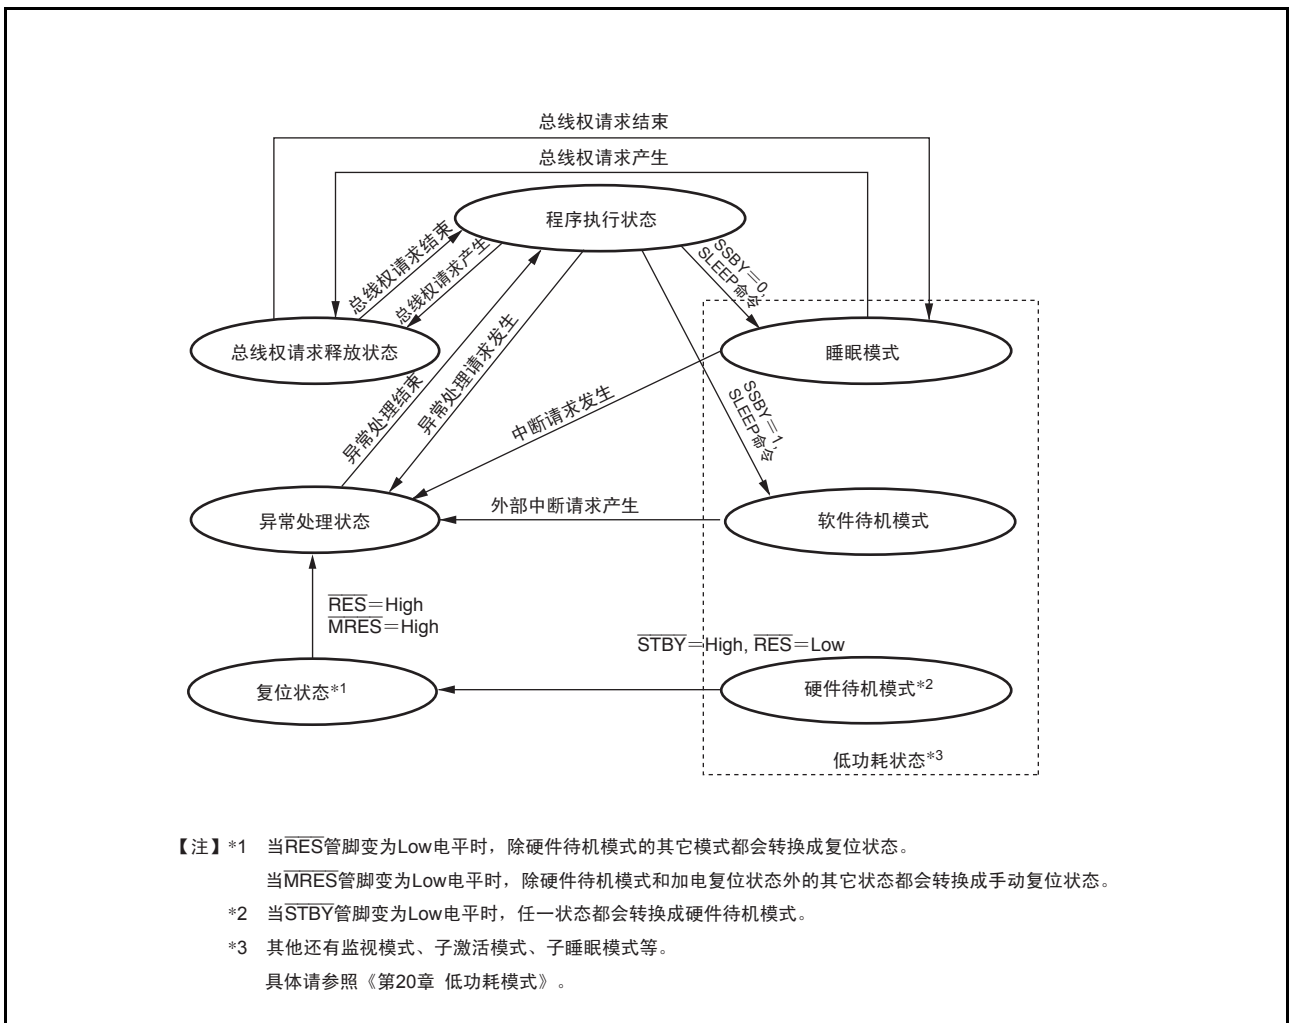 总线权请求结束
总线权请求产生
程序执行状态
总线权请求结束
总线权请求产生
SSBY=0,
SLEEP命令
总线权请求释放状态
睡眠模式
异常处理结束
异常处理请求发生
中断请求发生
SSBY=1,
SLEEP命令
外部中断请求产生
异常处理状态
软件待机模式
RES=High
MRES=High
STBY=High, RES=Low
复位状态*1
硬件待机模式*2
低功耗状态*3
【注】*1 当RES管脚变为Low电平时，除硬件待机模式的其它模式都会转换成复位状态。
当MRES管脚变为Low电平时，除硬件待机模式和加电复位状态外的其它状态都会转换成手动复位状态。
*2 当STBY管脚变为Low电平时，任一状态都会转换成硬件待机模式。
*3 其他还有监视模式、子激活模式、子睡眠模式等。
具体请参照《第20章 低功耗模式》。